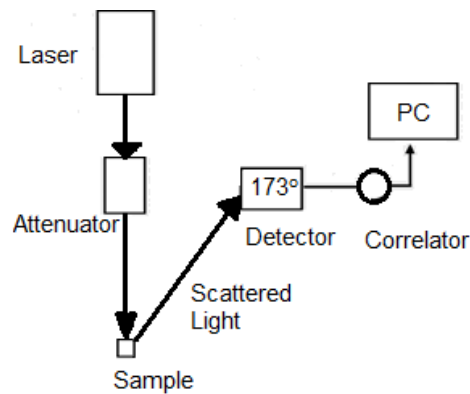 Laser
PC
173°
Attenuator
Detector
Correlator
Scattered
Light
Sample